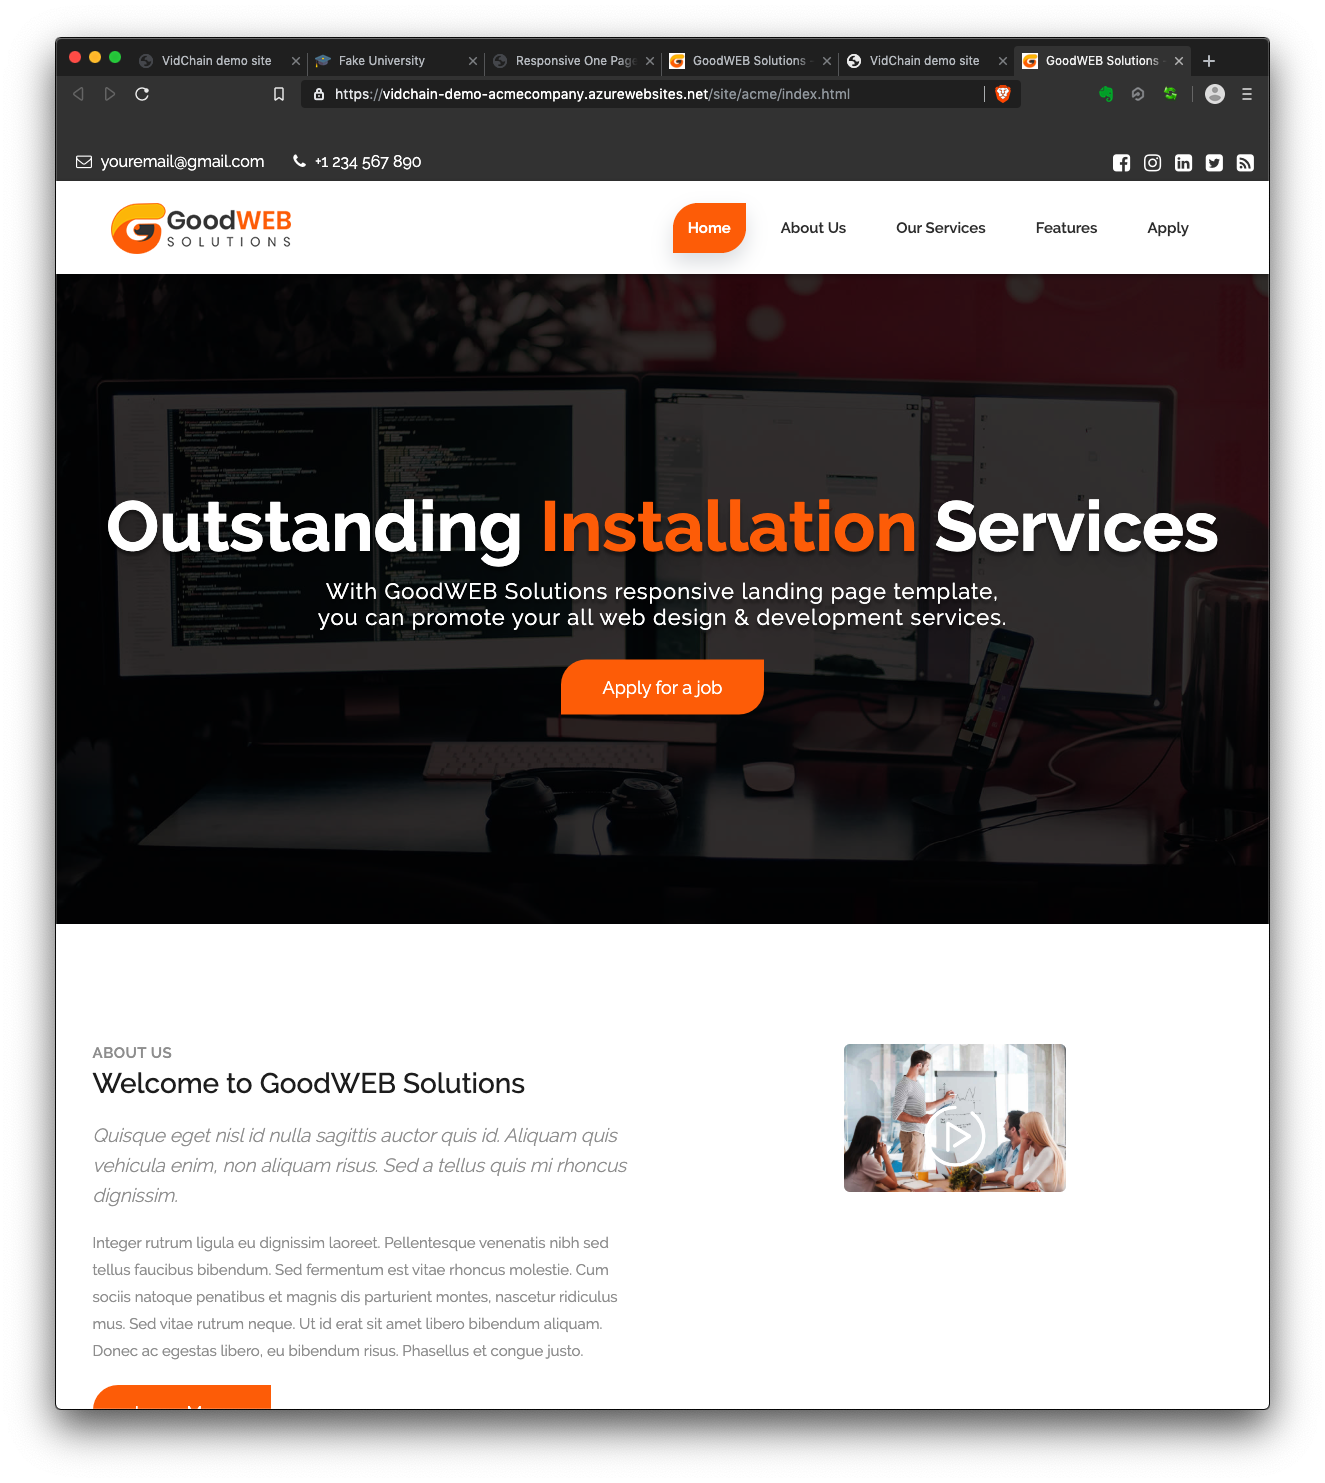 VidChain demo site
Fake University
Responsive One Page
GoodWEB Solutions -
VidChain demo site
GoodWEB Solutions -
https://vidchain-demo-acmecompany.azurewebsites.net/site/acme/index.html
youremail@gmail.com +1 234 567 890
GoodWEB
SOLUTIONS
Home About Us Our Services Features Apply
Outstanding Installation Services
With GoodWEB Solutions responsive landing page template,
you can promote your all web design & development services.
Apply for a job
ABOUT US
Welcome to GoodWEB Solutions
Quisque eget nisl id nulla sagittis auctor quis id. Aliquam quis
vehicula enim, non aliquam risus. Sed a tellus quis mi rhoncus
dignissim.
Integer rutrum ligula eu dignissim laoreet. Pellentesque venenatis nibh sed
tellus faucibus bibendum. Sed fermentum est vitae rhoncus molestie. Cum
sociis natoque penatibus et magnis dis parturient montes, nascetur ridiculus
mus. Sed vitae rutrum neque. Ut id erat sit amet libero bibendum aliquam.
Donec ac egestas libero, eu bibendum risus. Phasellus et congue justo.